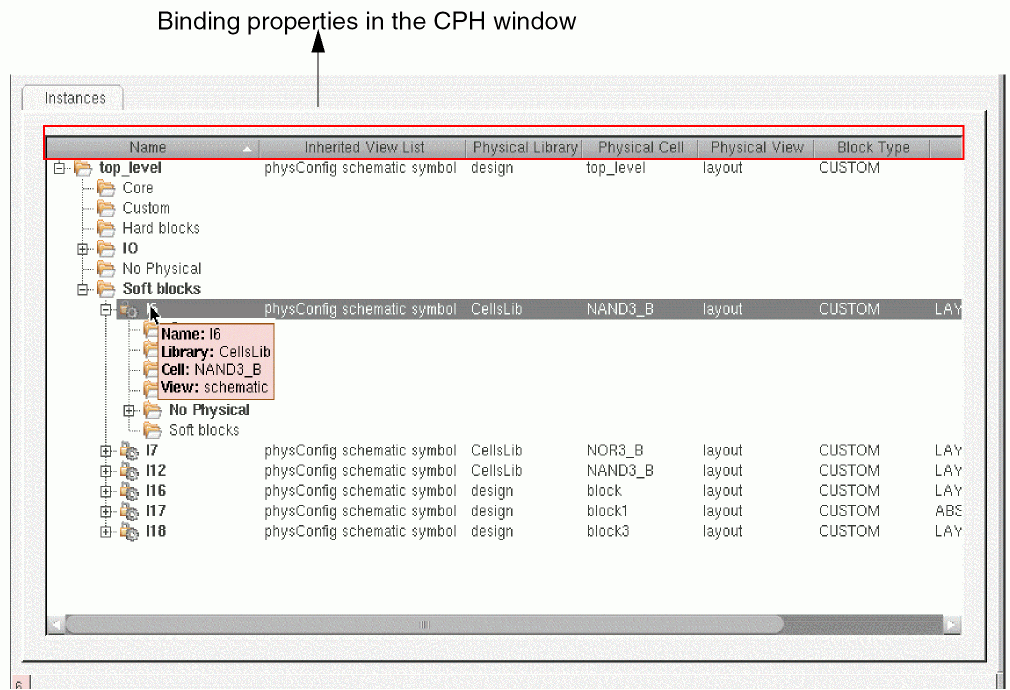 Binding properties in the CPH window
Instances
Name Inherited View List Physical Library Physical Cell Physical View Block Type
top_level physConfig schematic symbol design top_level layout CUSTOM
Core
Custom
Hard blocks
IO
No Physical
Soft blocks
physConfig schematic symbol CellsLib NAND3_B layout CUSTOM LAY
Name: I6
Library: CellsLib
Cell: NAND3_B
View: schematic
No Physical
Soft blocks
I7 physConfig schematic symbol CellsLib NOR3_B layout CUSTOM LAY
I12 physConfig schematic symbol CellsLib NAND3_B layout CUSTOM LAY
I16 physConfig schematic symbol design block layout CUSTOM LAY
I17 physConfig schematic symbol design block1 layout CUSTOM ABS
I18 physConfig schematic symbol design block3 layout CUSTOM LAY
6